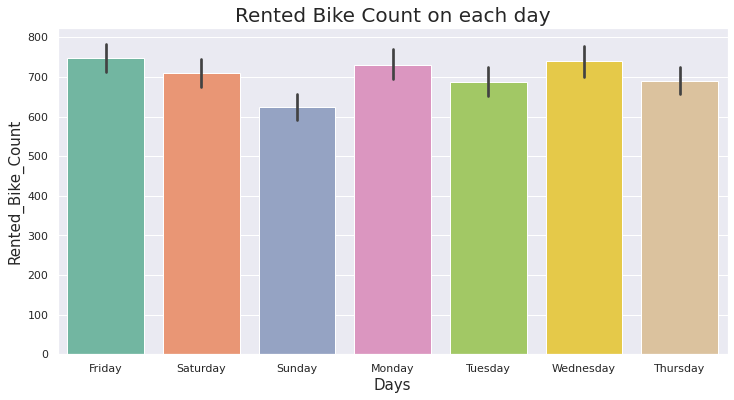 Rented Bike Count on each day
Rented_Bike_Count
800
700
600
500
400
300
200
100
0
Friday Saturday Sunday Monday Tuesday Wednesday Thursday
Days